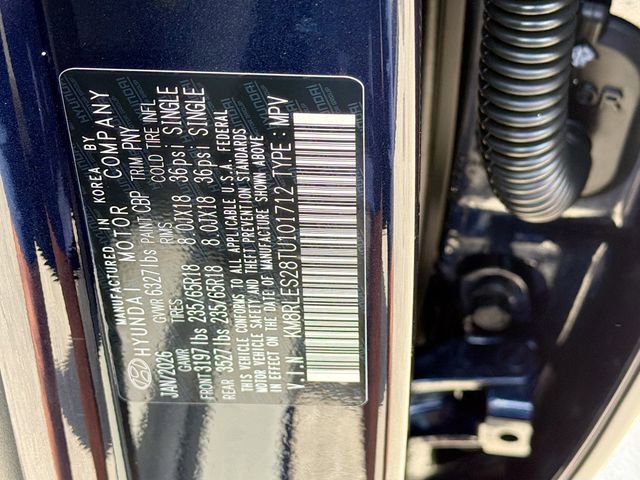 MANUFACTURED IN KOREA BY
HYUNDAI MOTOR COMPANY
JAN/2026 GVWR 6327lbs PAINT CBP TRIM PNY
GAWR TIRES RIMS COLD TIRE INFL
FRONT 3197lbs 235/65R18 8.0JX18 36psi SINGLE
REAR 3527lbs 235/65R18 8.0JX18 36psi SINGLE
THIS VEHICLE CONFORMS TO ALL APPLICABLE U.S.A. FEDERAL
MOTOR VEHICLE SAFETY AND THEFT PREVENTION STANDARDS
IN EFFECT ON THE DATE OF MANUFACTURE SHOWN ABOVE
V.I.N KM8RLES28TU101712 TYPE : MPV